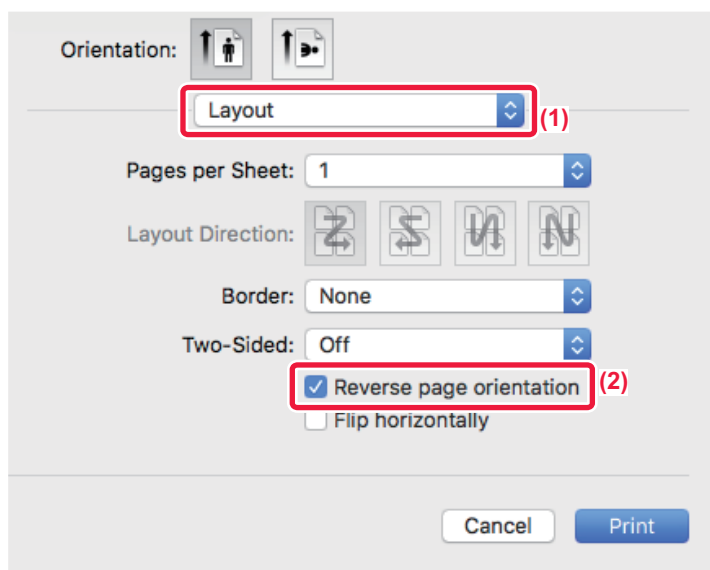 Orientation:
Layout
(1)
Pages per Sheet: 1
Layout Direction:
Border: None
Two-Sided: Off
Reverse page orientation
(2)
Flip horizontally
Cancel Print